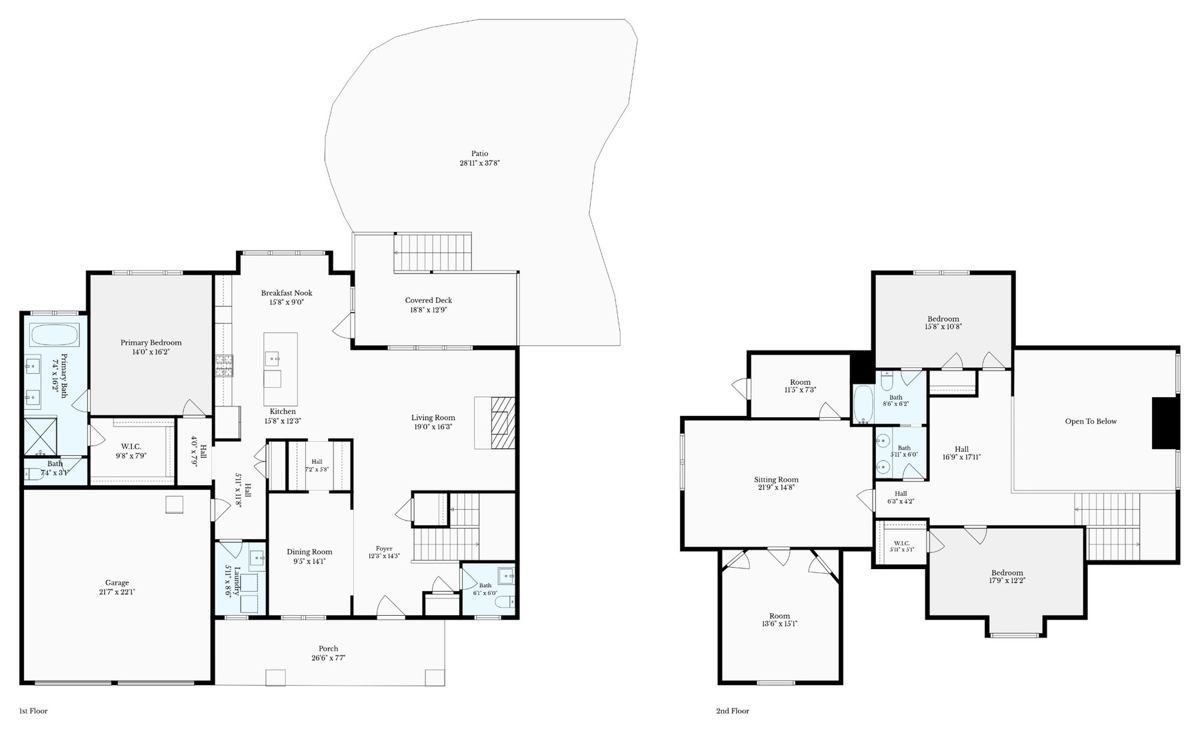 Patio
28'11" x 37'8"
Breakfast Nook
15'8" x 9'0"
Covered Deck
18'8" x 12'9"
Primary Bedroom
14'0" x 16'2"
Primary Bath
7'4" x 16'2"
Kitchen
15'8" x 12'3"
Living Room
19'0" x 16'3"
W.I.C.
9'8" x 7'9"
Hall
4'0" x 7'9"
Bath
7'4" x 3'1"
Hall
7'2" x 5'8"
Hall
5'11" x 11'8"
Dining Room
9'5" x 14'1"
Foyer
12'3" x 14'5"
Garage
21'7" x 22'1"
Laundry
5'11" x 8'6"
Bath
6'1" x 6'0"
Porch
26'6" x 7'7"
1st Floor
Bedroom
15'8" x 10'8"
Room
11'5" x 7'3"
Bath
8'6" x 6'2"
Open To Below
Bath
5'11" x 6'0"
Hall
16'9" x 17'11"
Sitting Room
21'9" x 14'8"
Hall
6'3" x 4'2"
W.I.C.
5'11" x 5'1"
Bedroom
17'9" x 12'2"
Room
13'6" x 15'1"
2nd Floor